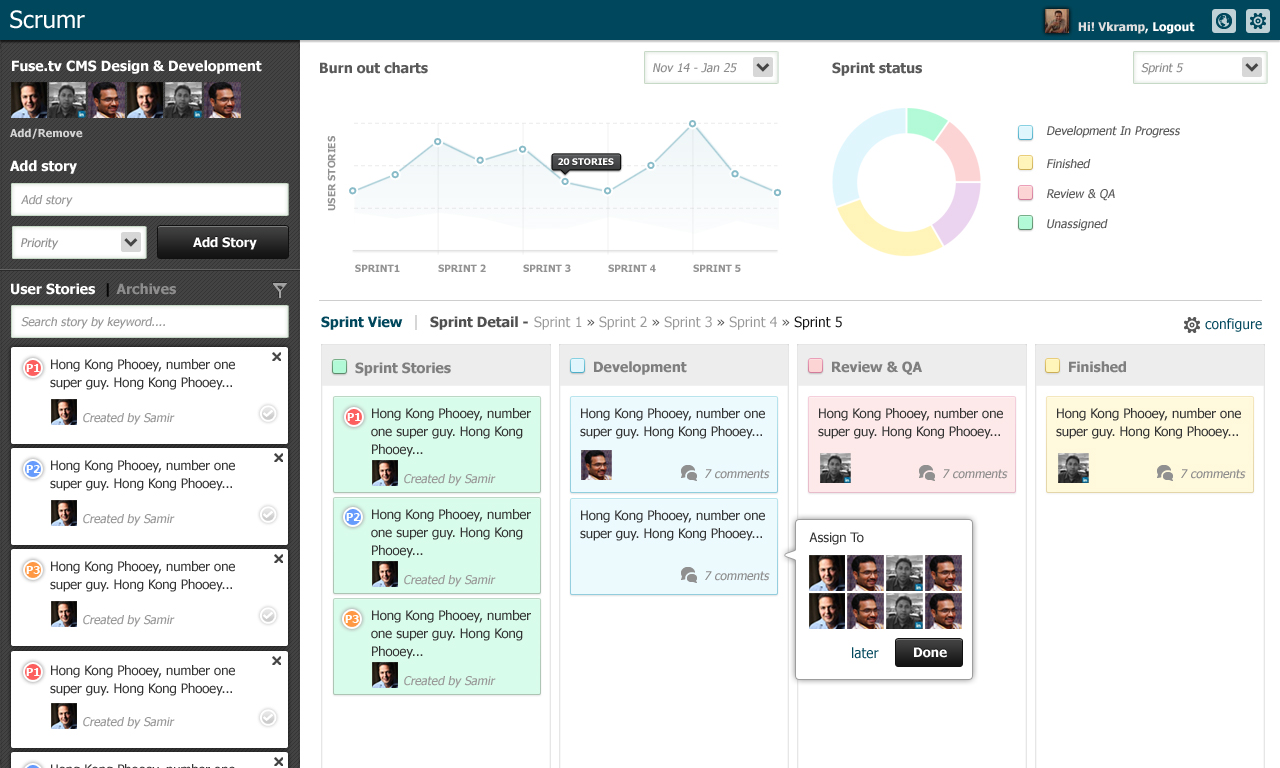 Scrumr
Hi! Vkramp, Logout
Fuse.tv CMS Design & Development
Add/Remove
Add story
Add story
Priority
Add Story
User Stories | Archives
Search story by keyword....
P1
Hong Kong Phooey, number one
super guy. Hong Kong Phooey...
Created by Samir
P2
Hong Kong Phooey, number one
super guy. Hong Kong Phooey...
Created by Samir
P3
Hong Kong Phooey, number one
super guy. Hong Kong Phooey...
Created by Samir
P1
Hong Kong Phooey, number one
super guy. Hong Kong Phooey...
Created by Samir
P2
Hong Kong Phooey, number one
Burn out charts
Nov 14 - Jan 25
USER STORIES
20 STORIES
SPRINT1
SPRINT 2
SPRINT 3
SPRINT 4
SPRINT 5
Sprint status
Sprint 5
Development In Progress
Finished
Review & QA
Unassigned
Sprint View | Sprint Detail - Sprint 1 » Sprint 2 » Sprint 3 » Sprint 4 » Sprint 5
configure
Sprint Stories
P1
Hong Kong Phooey, number
one super guy. Hong Kong
Phooey...
Created by Samir
P2
Hong Kong Phooey, number
one super guy. Hong Kong
Phooey...
Created by Samir
P3
Hong Kong Phooey, number
one super guy. Hong Kong
Phooey...
Created by Samir
Development
Hong Kong Phooey, number one
super guy. Hong Kong Phooey...
7 comments
Hong Kong Phooey, number one
super guy. Hong Kong Phooey...
7 comments
Review & QA
Hong Kong Phooey, number one
super guy. Hong Kong Phooey...
7 comments
Assign To
later
Done
Finished
Hong Kong Phooey, number one
super guy. Hong Kong Phooey...
7 comments